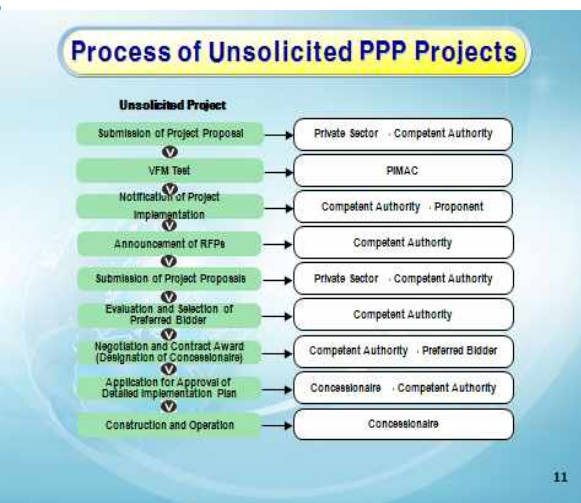 Process of Unsolicited PPP Projects
Unsolicited Project
Submission of Project Proposal
Private Sector · Competent Authority
V
VFM Test
PIMAC
V
Notification of Project
Implementation
Competent Authority · Proponent
V
Announcement of RFPs
Competent Authority
V
Submission of Project Proposals
Private Sector · Competent Authority
V
Evaluation and Selection of
Preferred Bidder
Competent Authority
V
Negotiation and Contract Award
(Designation of Concessionaire)
Competent Authority · Preferred Bidder
V
Application for Approval of
Detailed Implementation Plan
Concessionaire · Competent Authority
V
Construction and Operation
Concessionaire
11